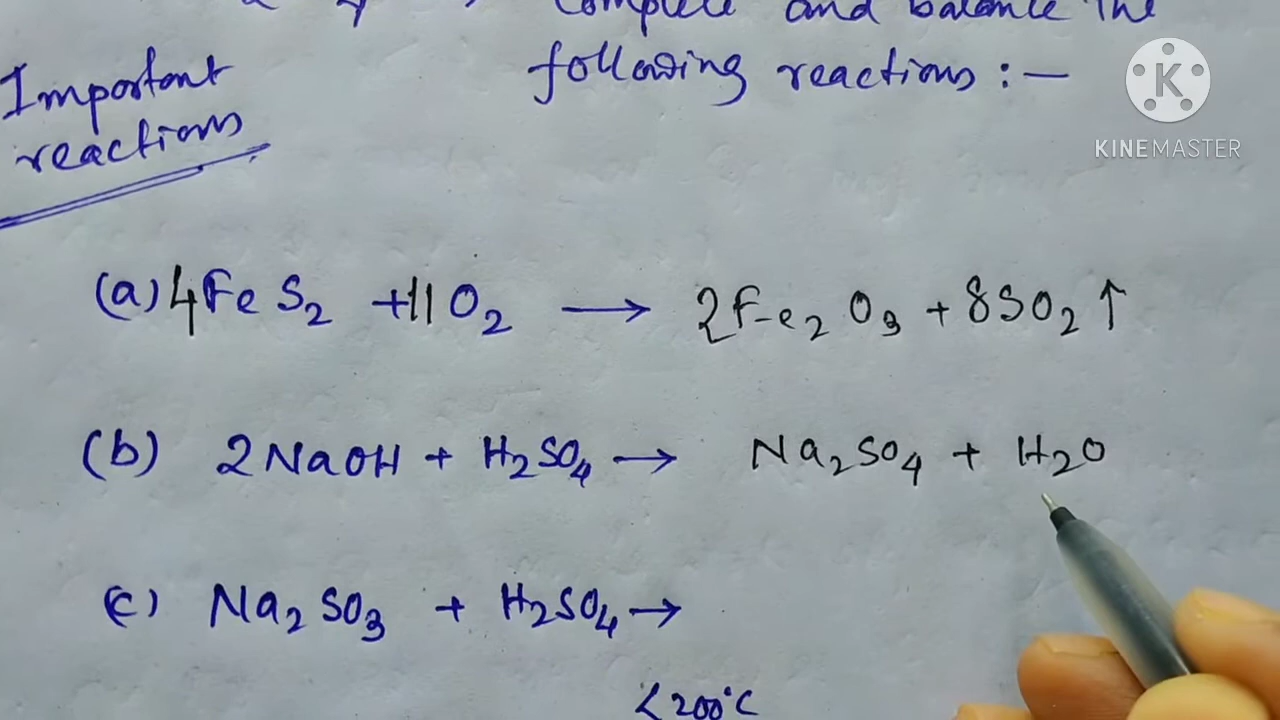 complete and balance the
Important
reactions
following reactions :—
KINEMASTER
(a) 4FeS₂ + 11O₂ ⟶ 2Fe₂O₃ + 8SO₂↑
(b) 2NaOH + H₂SO₄ → Na₂SO₄ + H₂O
(c) Na₂SO₃ + H₂SO₄ →
<200°C